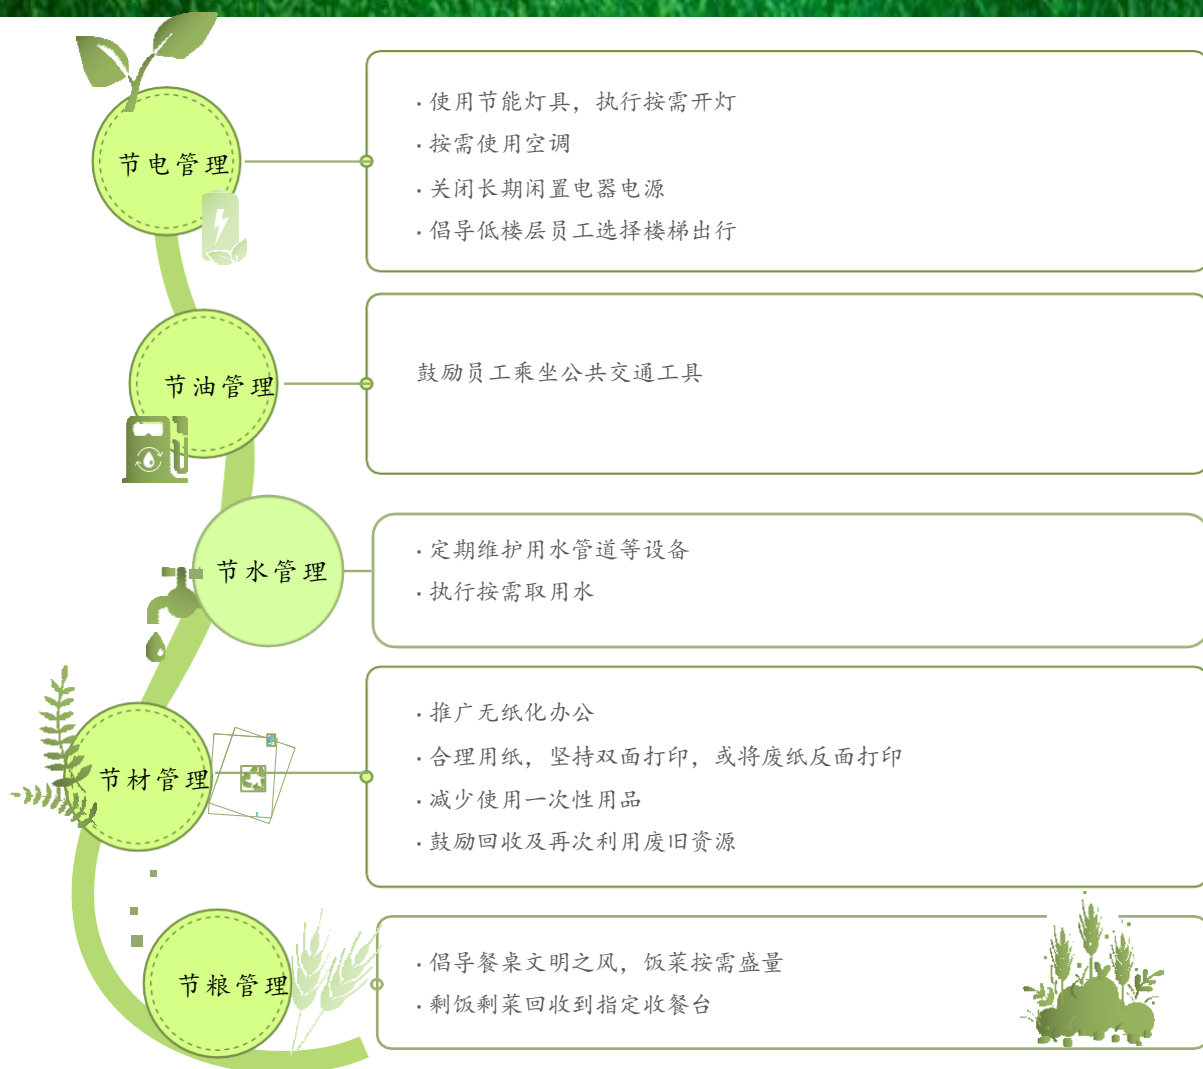 节电管理
· 使用节能灯具，执行按需开灯
· 按需使用空调
· 关闭长期闲置电器电源
· 倡导低楼层员工选择楼梯出行
节油管理
鼓励员工乘坐公共交通工具
节水管理
· 定期维护用水管道等设备
· 执行按需取用水
节材管理
· 推广无纸化办公
· 合理用纸，坚持双面打印，或将废纸反面打印
· 减少使用一次性用品
· 鼓励回收及再次利用废旧资源
节粮管理
· 倡导餐桌文明之风，饭菜按需盛量
· 剩饭剩菜回收到指定收餐台